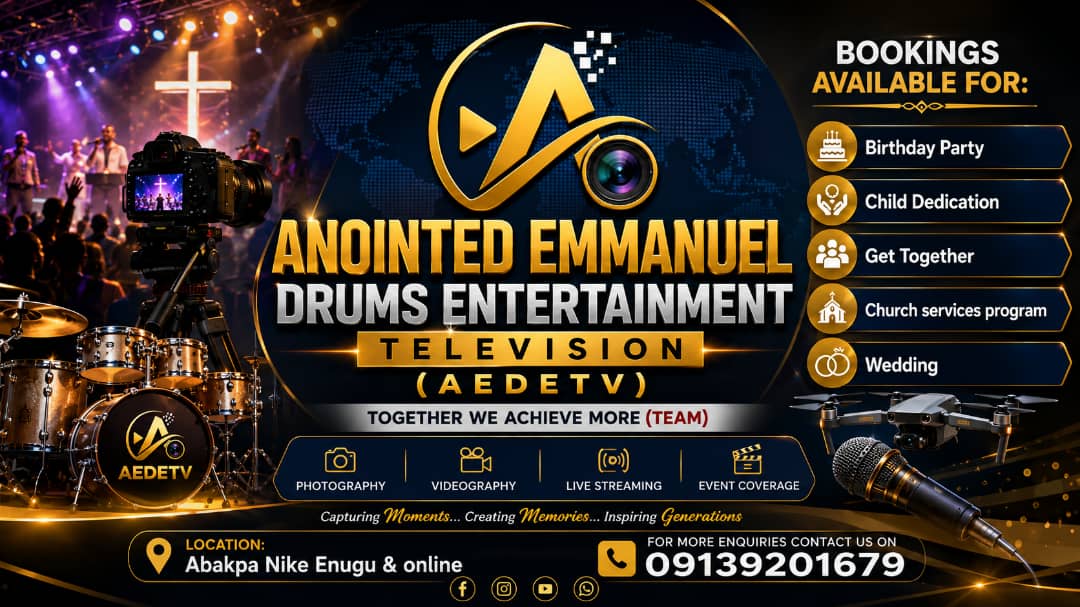 BOOKINGS
AVAILABLE FOR:
Birthday Party
Child Dedication
Get Together
Church services program
Wedding
ANOINTED EMMANUEL
DRUMS ENTERTAINMENT
TELEVISION
(AEDETV)
TOGETHER WE ACHIEVE MORE (TEAM)
AEDETV
PHOTOGRAPHY
VIDEOGRAPHY
LIVE STREAMING
EVENT COVERAGE
Capturing Moments... Creating Memories... Inspiring Generations
LOCATION:
Abakpa Nike Enugu & online
FOR MORE ENQUIRIES CONTACT US ON
09139201679